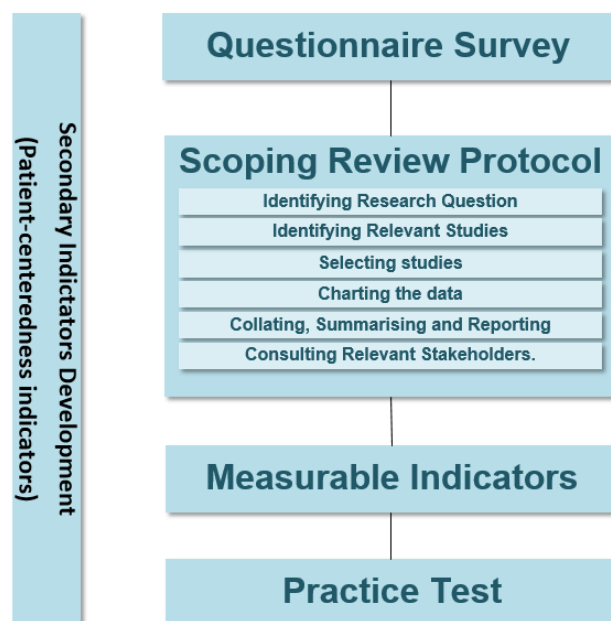 Secondary Indictators Development
(Patient-centeredness indicators)
Questionnaire Survey
Scoping Review Protocol
Identifying Research Question
Identifying Relevant Studies
Selecting studies
Charting the data
Collating, Summarising and Reporting
Consulting Relevant Stakeholders.
Measurable Indicators
Practice Test